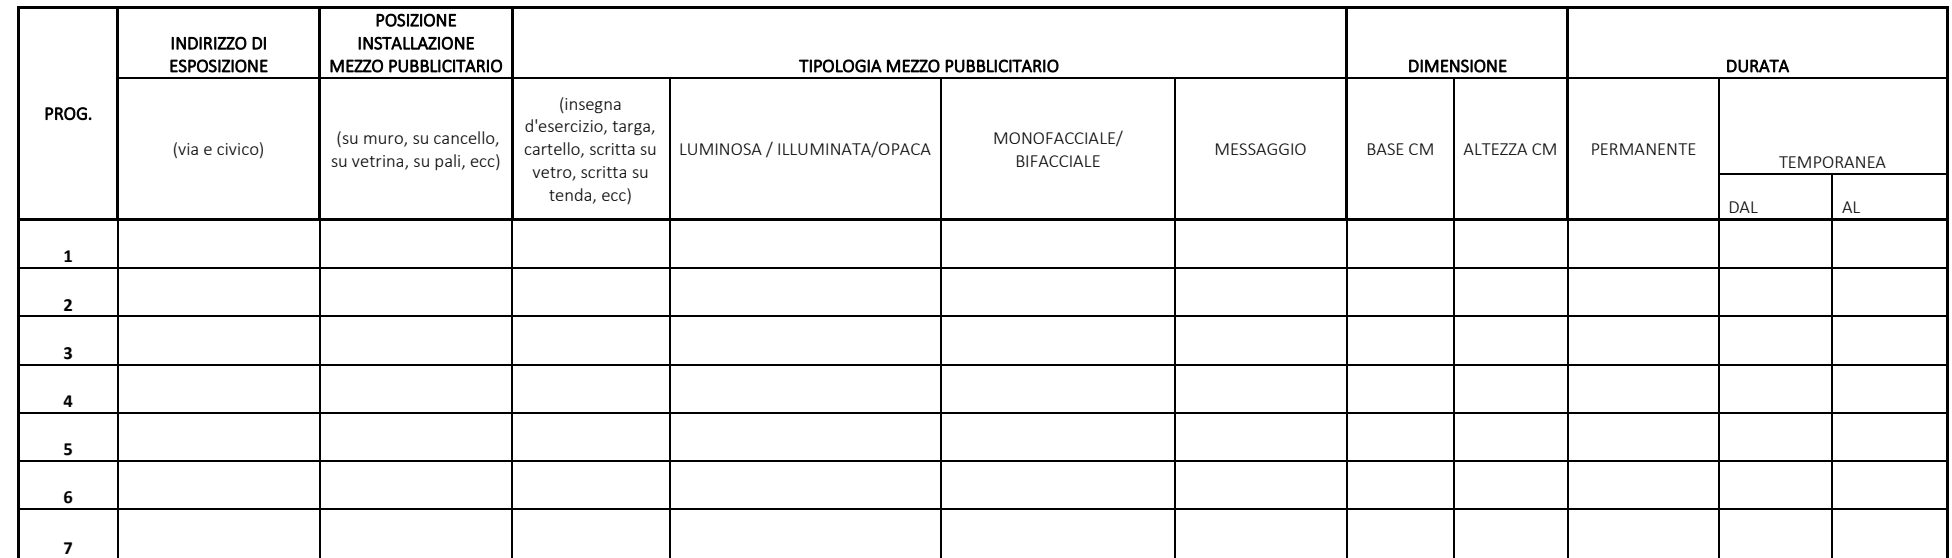 PROG.
INDIRIZZO DI
ESPOSIZIONE
POSIZIONE
INSTALLAZIONE
MEZZO PUBBLICITARIO
TIPOLOGIA MEZZO PUBBLICITARIO
DIMENSIONE
DURATA
(via e civico)
(su muro, su cancello,
su vetrina, su pali, ecc)
(insegna
d'esercizio, targa,
cartello, scritta su
vetro, scritta su
tenda, ecc)
LUMINOSA / ILLUMINATA/OPACA
MONOFACCIALE/
BIFACCIALE
MESSAGGIO
BASE CM
ALTEZZA CM
PERMANENTE
TEMPORANEA
DAL
AL
1
2
3
4
5
6
7